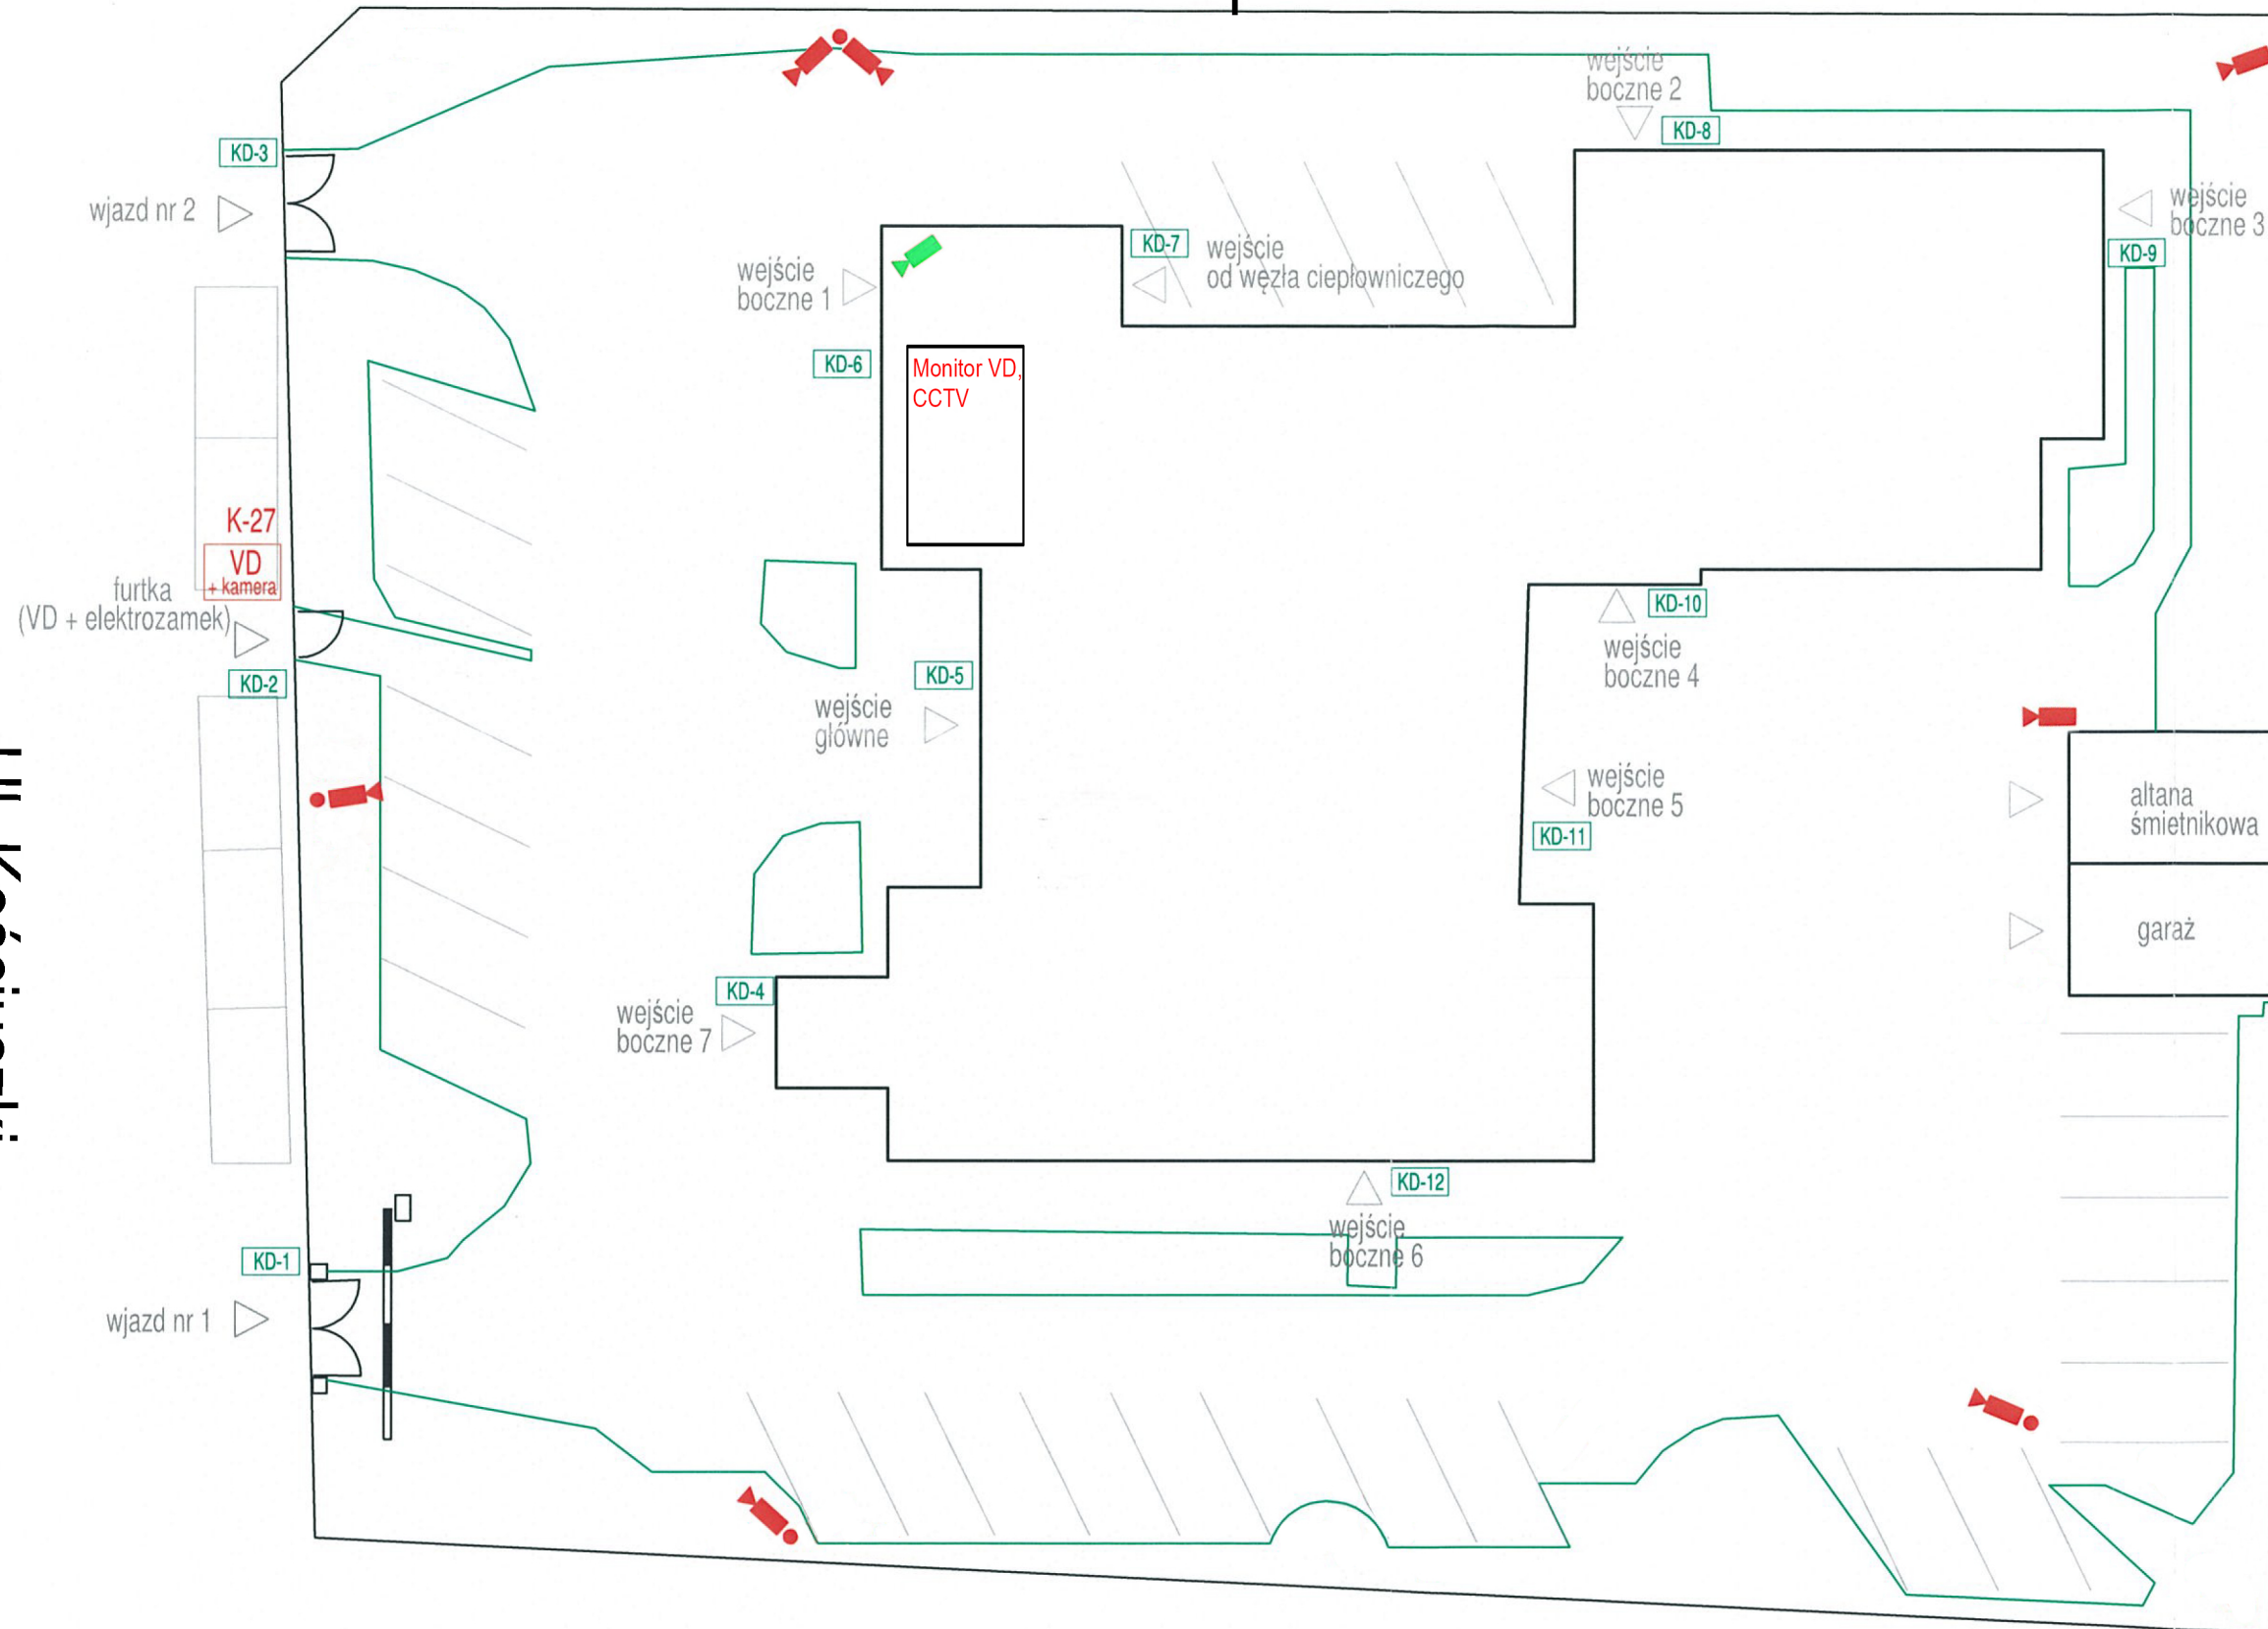 wejście
boczne 2
KD-8
KD-3
wjazd nr 2
wejście
boczne 3
KD-9
KD-7
wejście
od węzła ciepłowniczego
wejście
boczne 1
KD-6
Monitor VD,
CCTV
K-27
VD
+ kamera
furtka
(VD + elektrozamek)
KD-2
KD-5
wejście
główne
KD-10
wejście
boczne 4
wejście
boczne 5
KD-11
altana
śmietnikowa
garaż
KD-4
wejście
boczne 7
KD-12
wejście
boczne 6
KD-1
wjazd nr 1